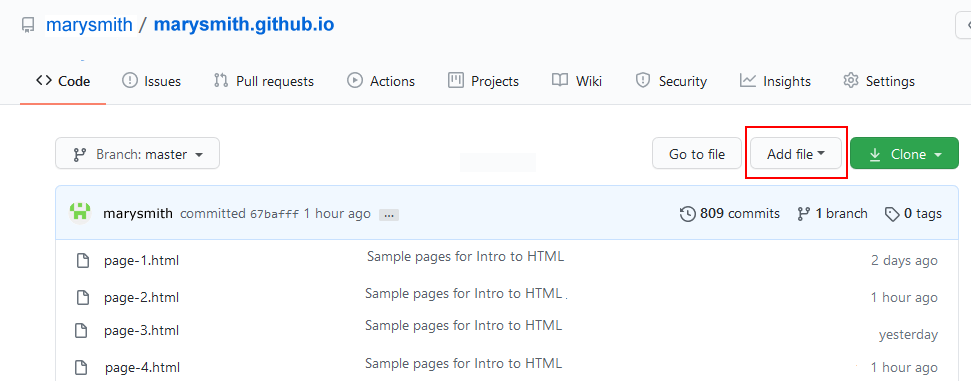 marysmith / marysmith.github.io
Code Issues Pull requests Actions Projects Wiki Security Insights Settings
Branch: master Go to file Add file Clone
marysmith committed 67bafff 1 hour ago ... 809 commits 1 branch 0 tags
page-1.html Sample pages for Intro to HTML 2 days ago
page-2.html Sample pages for Intro to HTML . 1 hour ago
page-3.html Sample pages for Intro to HTML yesterday
page-4.html Sample pages for Intro to HTML 1 hour ago